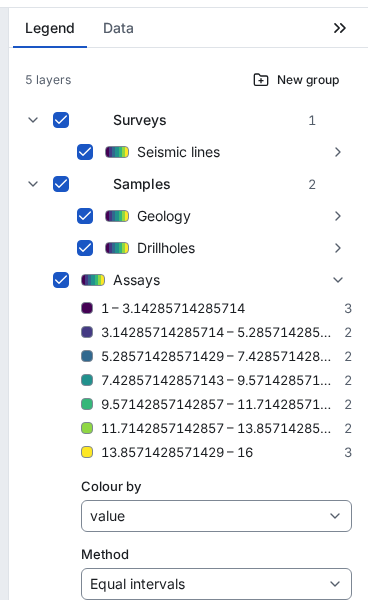 Legend Data
5 layers New group
Surveys 1
Seismic lines
Samples 2
Geology
Drillholes
Assays
1 – 3.14285714285714 3
3.14285714285714 – 5.285714285... 2
5.28571428571429 – 7.428571428... 2
7.42857142857143 – 9.571428571... 2
9.57142857142857 – 11.71428571... 2
11.7142857142857 – 13.85714285... 2
13.8571428571429 – 16 3
Colour by
value
Method
Equal intervals